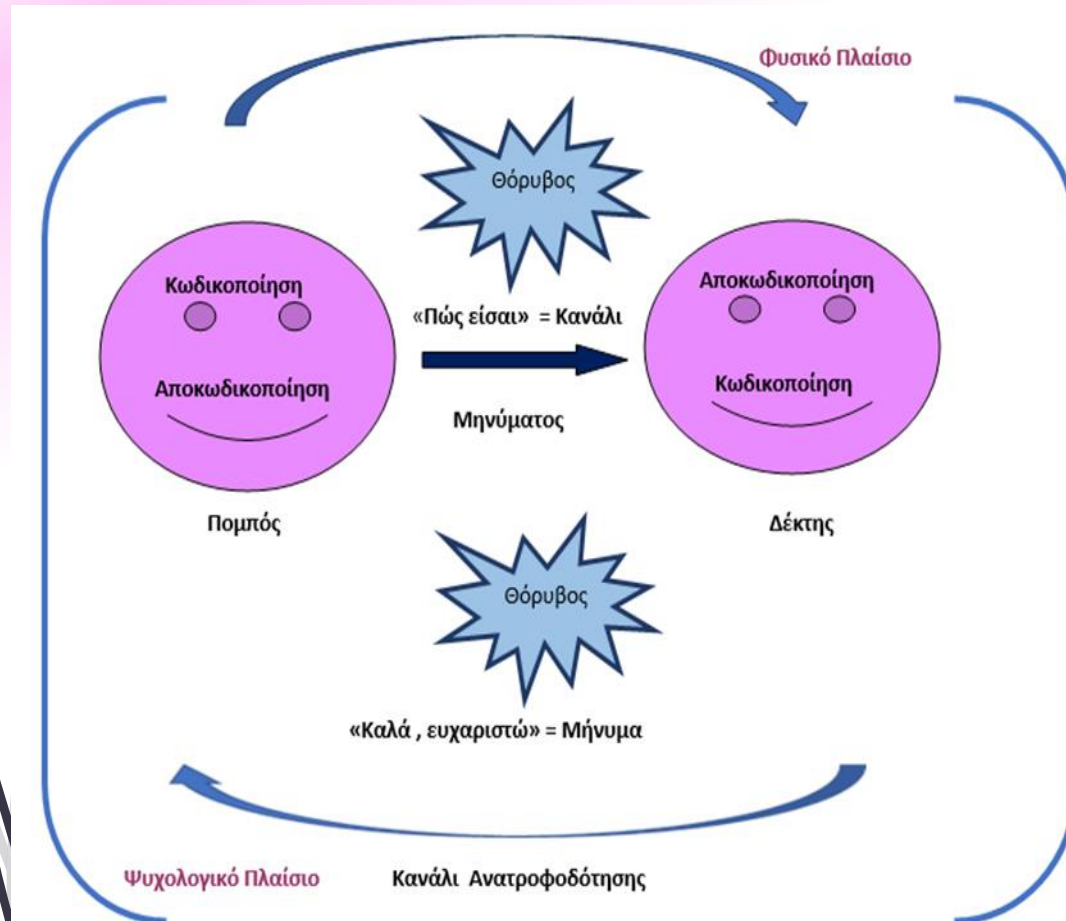 Φυσικό Πλαίσιο
Θόρυβος
Κωδικοποίηση
Αποκωδικοποίηση
«Πώς είσαι» = Κανάλι
Αποκωδικοποίηση
Κωδικοποίηση
Μηνύματος
Πομπός
Δέκτης
Θόρυβος
«Καλά , ευχαριστώ» = Μήνυμα
Ψυχολογικό Πλαίσιο
Κανάλι Ανατροφοδότησης